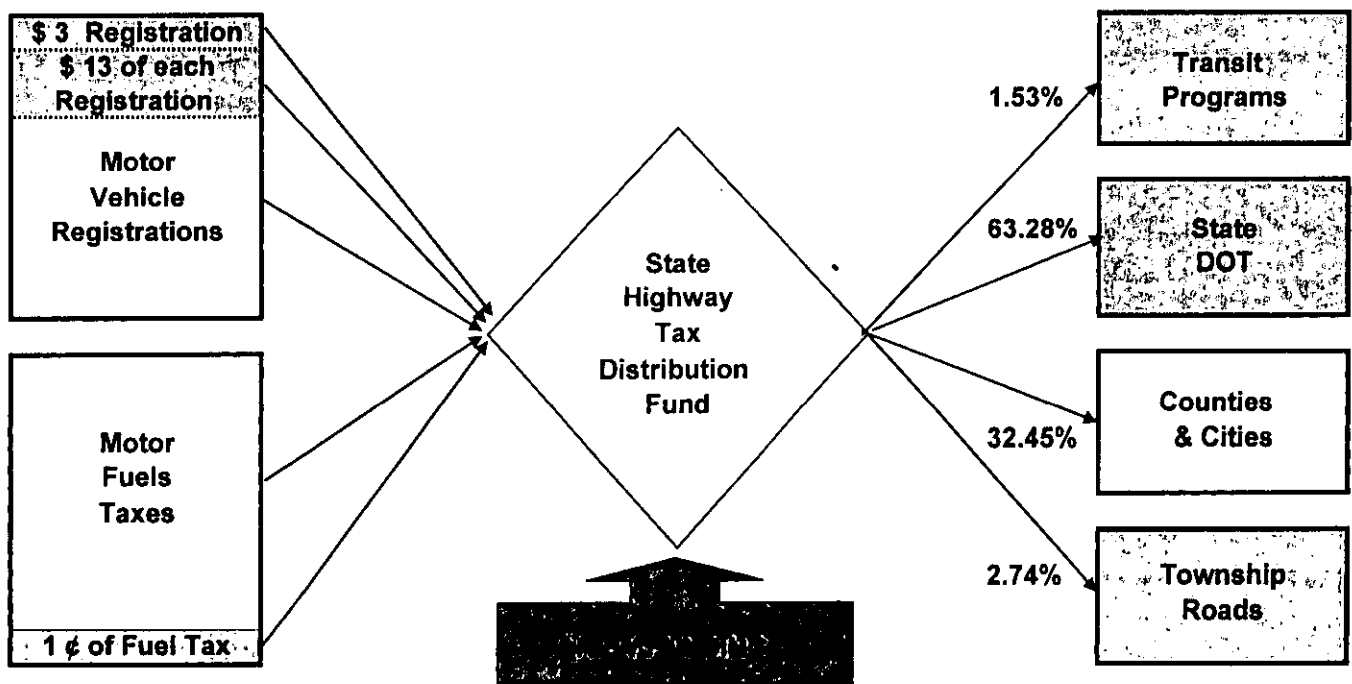 $ 3 Registration
$ 13 of each
Registration
Motor
Vehicle
Registrations
Motor
Fuels
Taxes
1 ¢ of Fuel Tax
State
Highway
Tax
Distribution
Fund
1.53%
63.28%
32.45%
2.74%
Transit
Programs
State
DOT
Counties
& Cities
Township
Roads